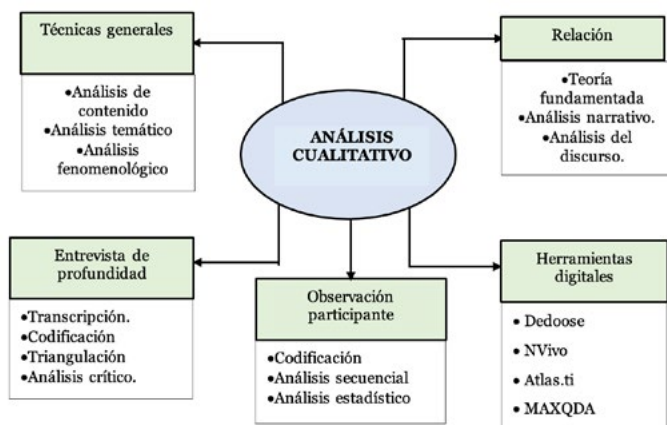 Técnicas generales
•Análisis de
contenido
•Análisis temático
•Análisis
fenomenológico
Relación
•Teoría
fundamentada
•Análisis narrativo.
•Análisis del
discurso.
ANÁLISIS
CUALITATIVO
Entrevista de
profundidad
•Transcripción.
•Codificación
•Triangulación
•Análisis crítico.
Observación
participante
•Codificación
•Análisis secuencial
•Análisis estadístico
Herramientas
digitales
• Dedoose
• NVivo
• Atlas.ti
• MAXQDA